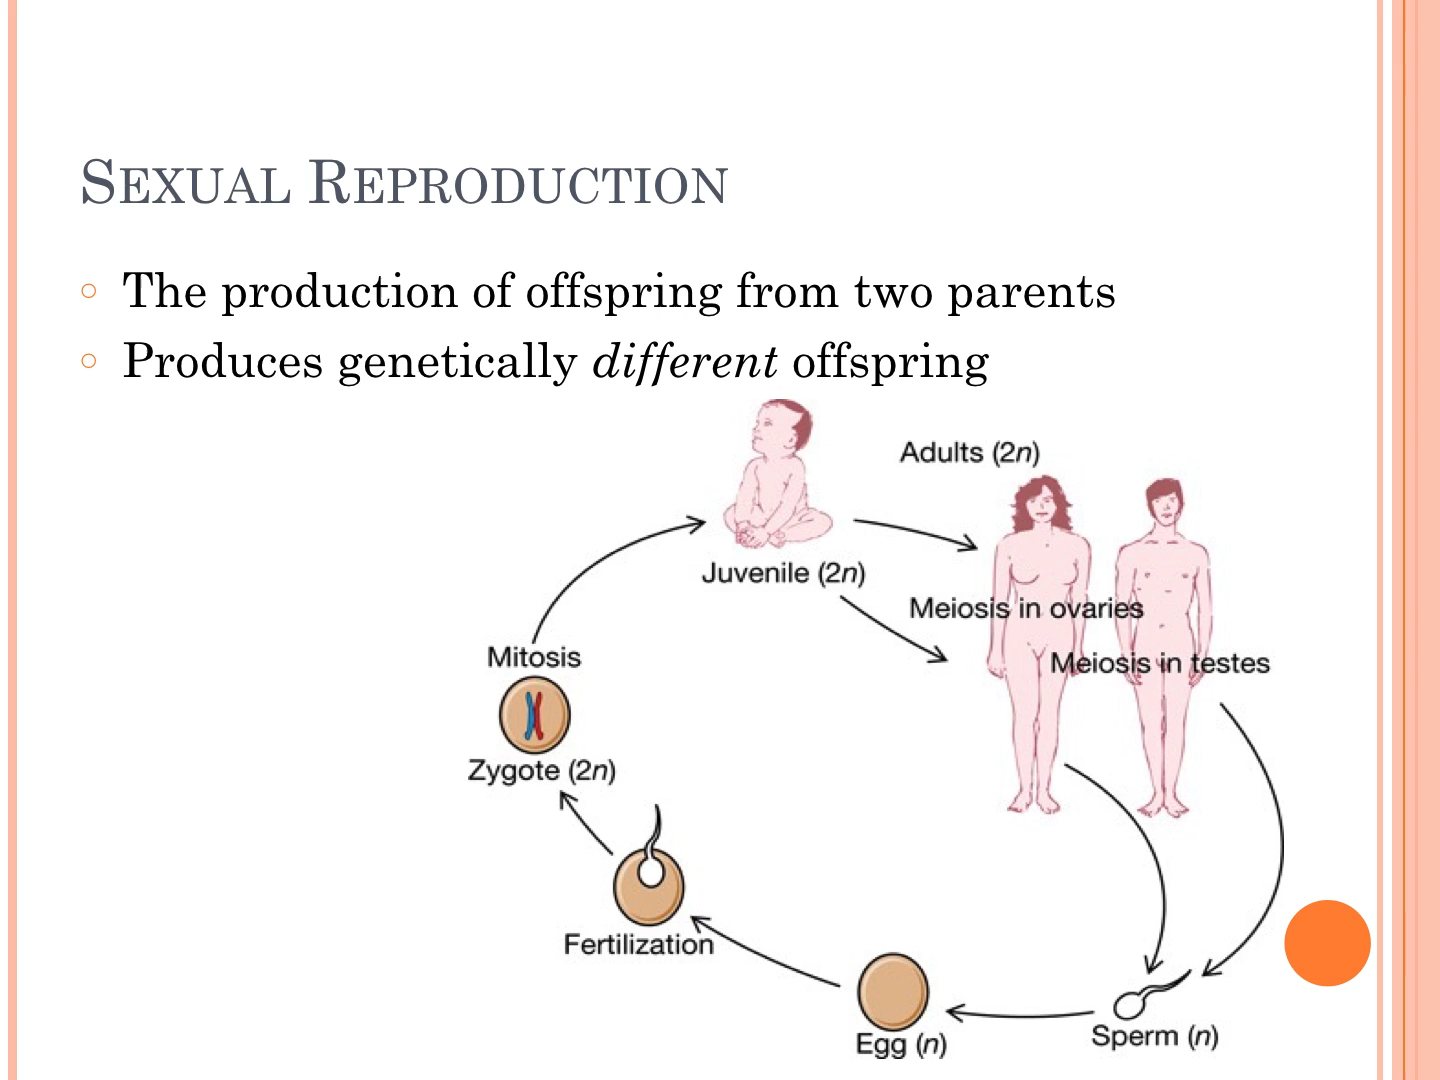 SEXUAL REPRODUCTION
○ The production of offspring from two parents
○ Produces genetically different offspring
Adults (2n)
Juvenile (2n)
Meiosis in ovaries
Meiosis in testes
Mitosis
Zygote (2n)
Fertilization
Egg (n)
Sperm (n)